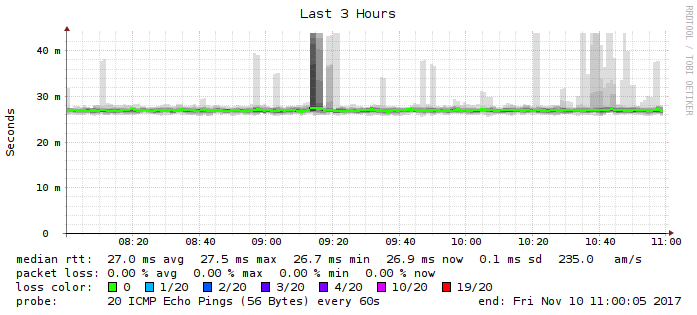 Last 3 Hours
RRDTOOL / TOBI OETIKER
Seconds
40 m
30 m
20 m
10 m
0
08:20 08:40 09:00 09:20 09:40 10:00 10:20 10:40 11:00
median rtt: 27.0 ms avg 27.5 ms max 26.7 ms min 26.9 ms now 0.1 ms sd 235.0 am/s
packet loss: 0.00 % avg 0.00 % max 0.00 % min 0.00 % now
loss color: 0 1/20 2/20 3/20 4/20 10/20 19/20
probe: 20 ICMP Echo Pings (56 Bytes) every 60s end: Fri Nov 10 11:00:05 2017